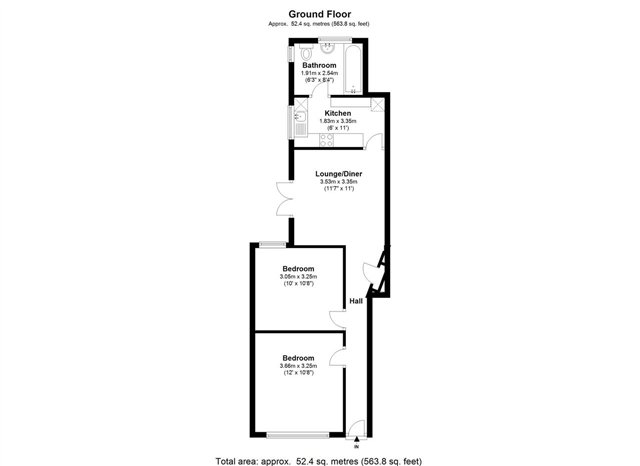 Ground Floor
Approx. 52.4 sq. metres (563.8 sq. feet)
Bathroom
1.91m x 2.54m
(6'3" x 8'4")
Kitchen
1.83m x 3.35m
(6' x 11')
Lounge/Diner
3.53m x 3.35m
(11'7" x 11')
Bedroom
3.05m x 3.25m
(10' x 10'8")
Hall
Bedroom
3.66m x 3.25m
(12' x 10'8")
IN
Total area: approx. 52.4 sq. metres (563.8 sq. feet)